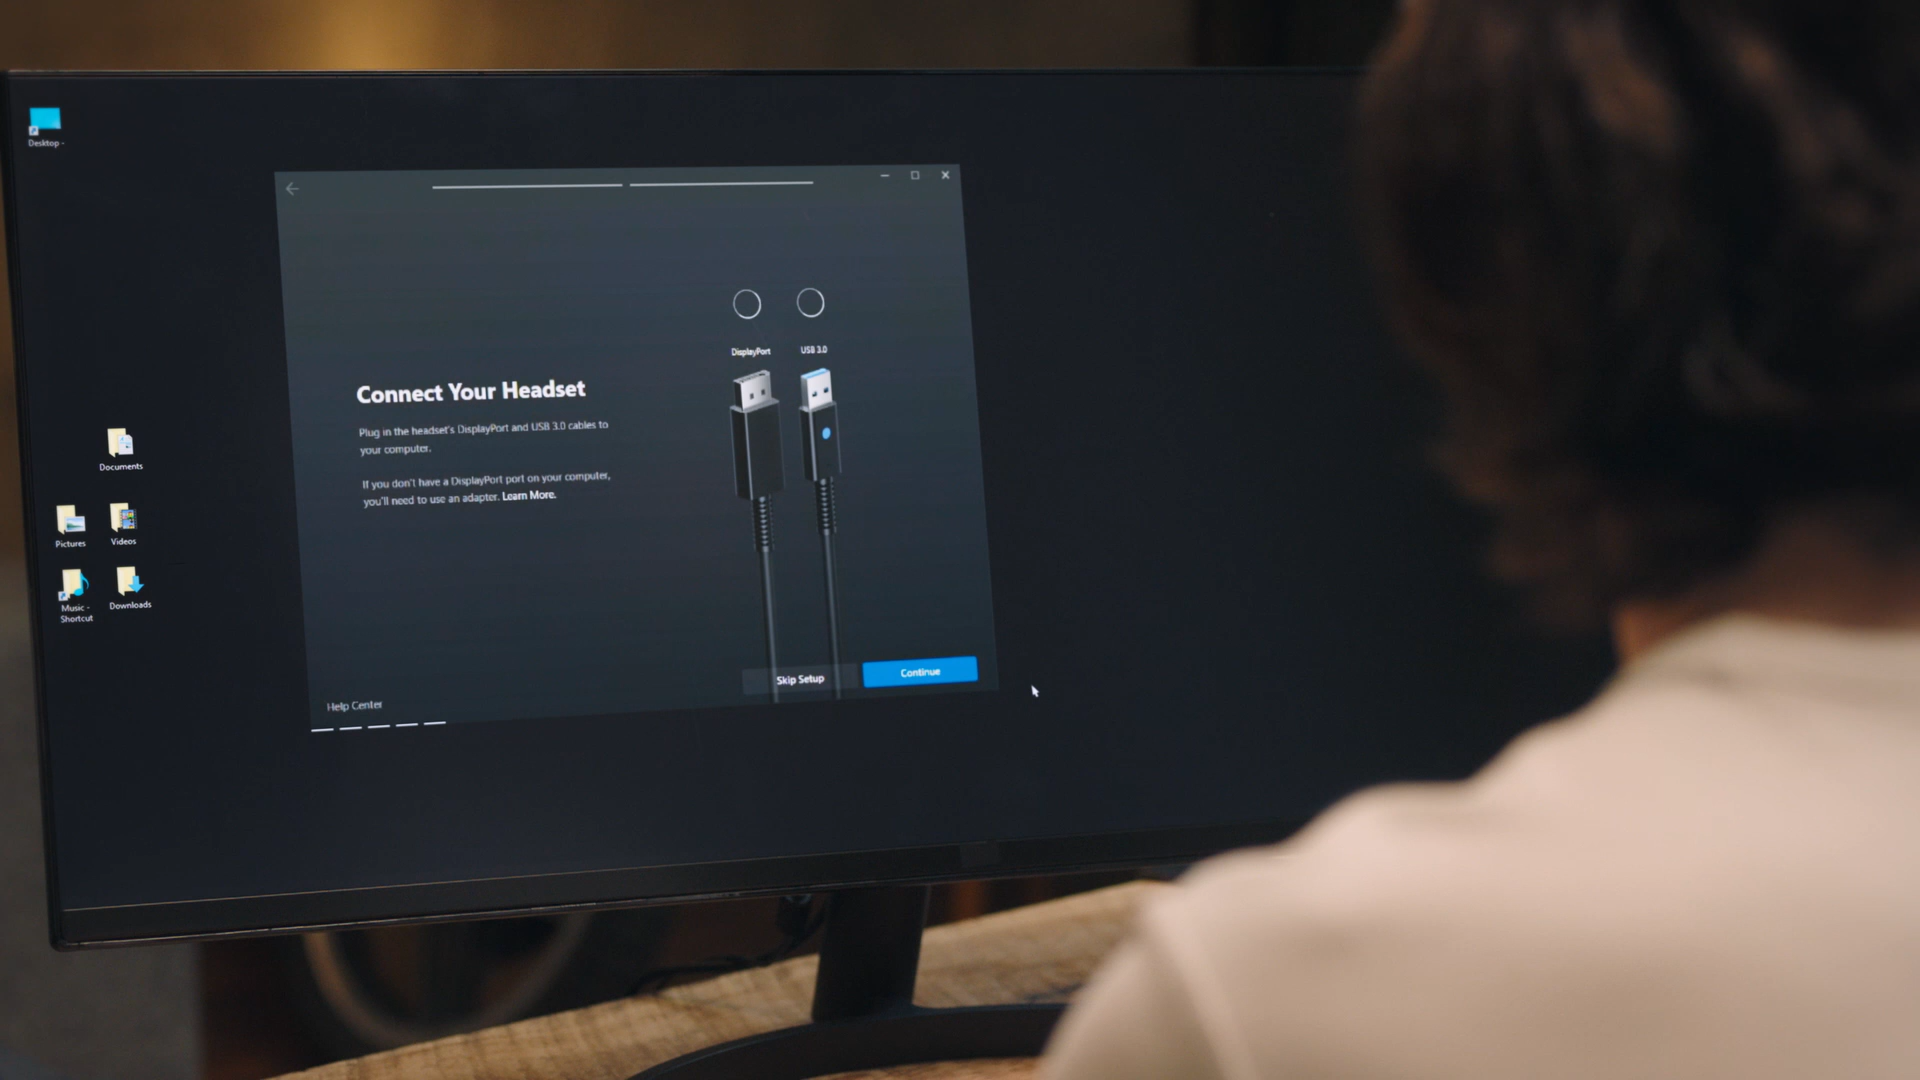 Desktop -
Documents
Pictures
Videos
Music -
Shortcut
Downloads
DisplayPort
USB 3.0
Connect Your Headset
Plug in the headset's DisplayPort and USB 3.0 cables to
your computer.
If you don't have a DisplayPort port on your computer,
you'll need to use an adapter. Learn More.
Skip Setup
Continue
Help Center